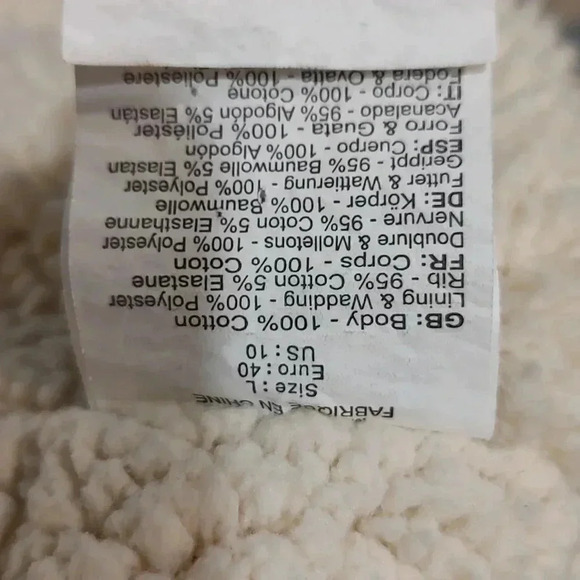 FABRIQUÉ EN CHINE
Size : L
Euro : 40
US : 10
GB: Body - 100% Cotton
Lining & Wadding - 100% Polyester
Rib - 95% Cotton 5% Elastane
FR: Corps - 100% Coton
Doublure & Molletons - 100% Polyester
Nervure - 95% Coton 5% Elasthanne
DE: Körper - 100% Baumwolle
Futter & Wattierung - 100% Polyester
Gerippt - 95% Baumwolle 5% Elastan
ESP: Cuerpo - 100% Algodón
Forro & Guata - 100% Poliéster
Acanalado - 95% Algodón 5% Elastán
IT: Corpo - 100% Cotone
Fodera & Ovatta - 100% Poliestere